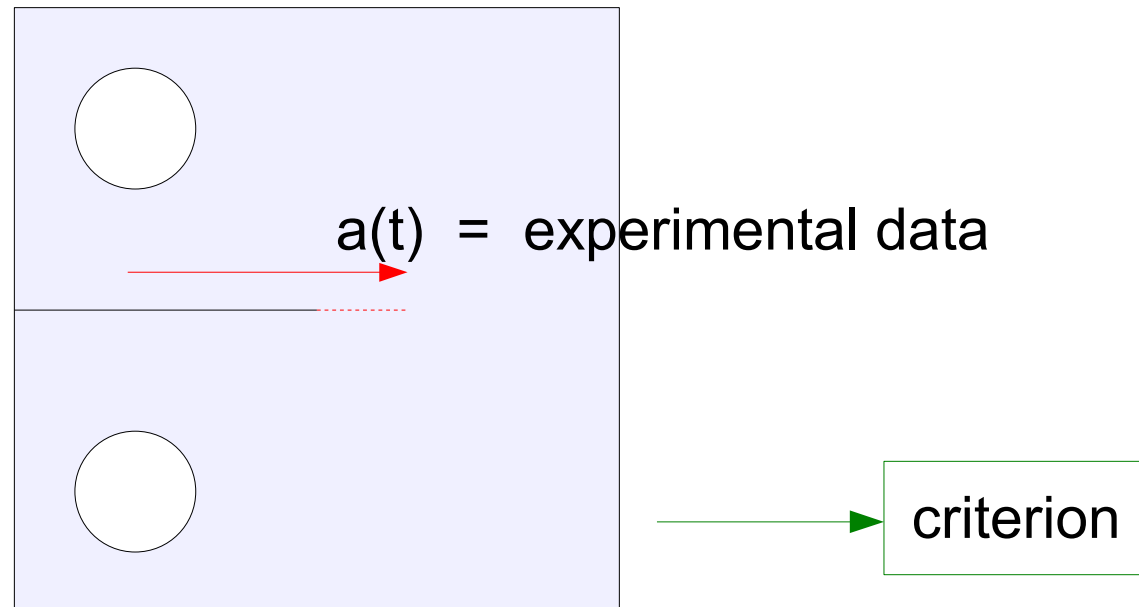 a(t) = experimental data
criterion